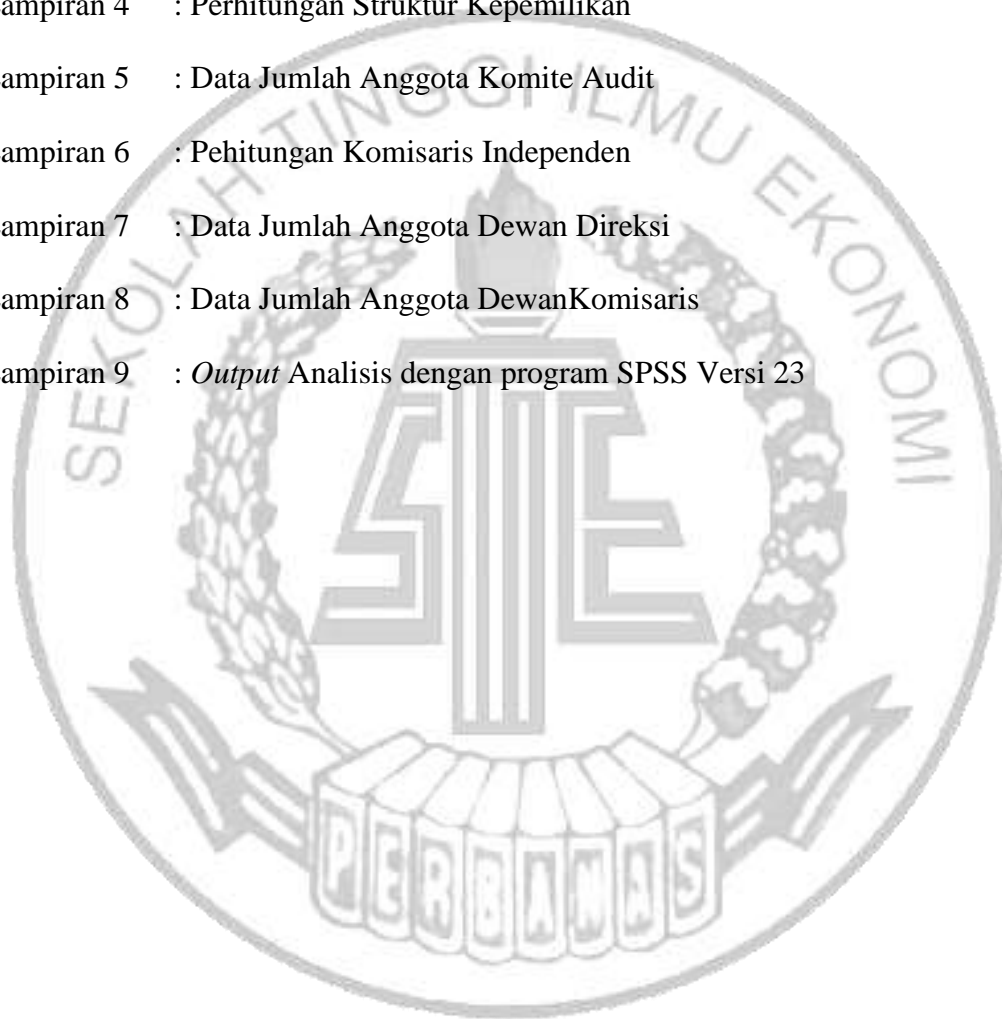 ampiran 4 : Perhitungan Struktur Kepemilikan
ampiran 5 : Data Jumlah Anggota Komite Audit
ampiran 6 : Pehitungan Komisaris Independen
ampiran 7 : Data Jumlah Anggota Dewan Direksi
ampiran 8 : Data Jumlah Anggota DewanKomisaris
ampiran 9 : Output Analisis dengan program SPSS Versi 23
SEKOLAH TINGGI ILMU EKONOMI
STIE
PERBANAS